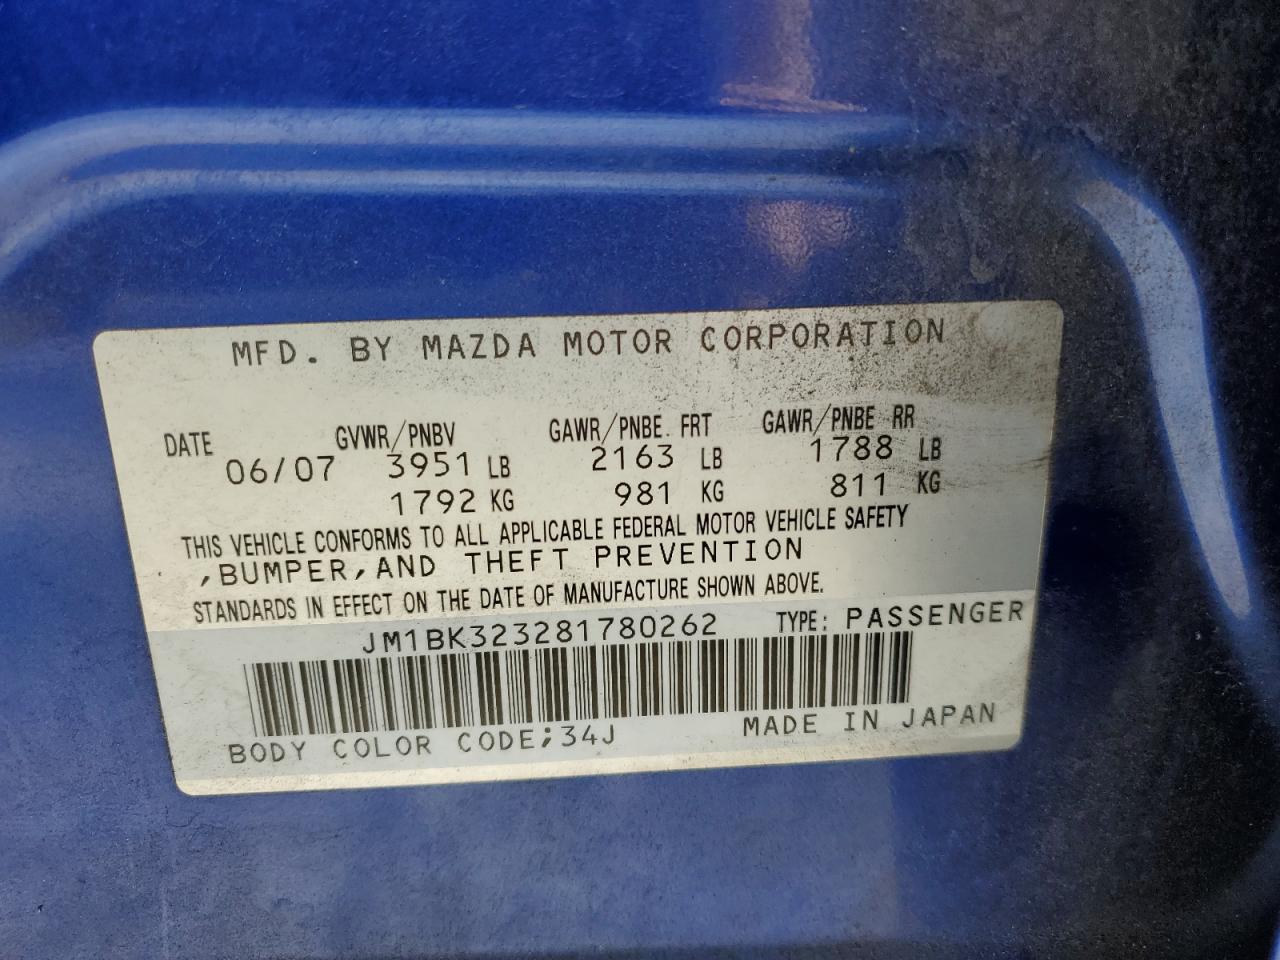 MFD. BY MAZDA MOTOR CORPORATION
DATE GVWR/PNBV GAWR/PNBE FRT GAWR/PNBE RR
06/07 3951 LB 2163 LB 1788 LB
1792 KG 981 KG 811 KG
THIS VEHICLE CONFORMS TO ALL APPLICABLE FEDERAL MOTOR VEHICLE SAFETY
,BUMPER,AND THEFT PREVENTION
STANDARDS IN EFFECT ON THE DATE OF MANUFACTURE SHOWN ABOVE.
JM1BK323281780262 TYPE: PASSENGER
BODY COLOR CODE;34J MADE IN JAPAN